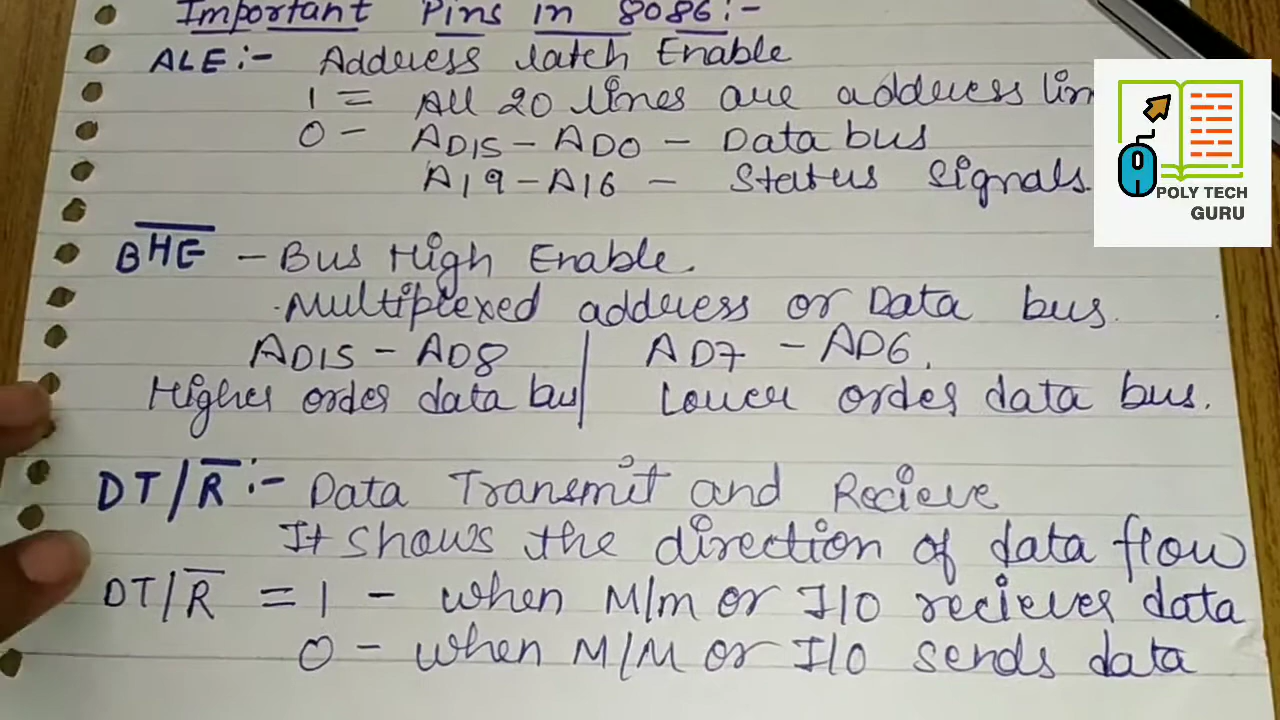 Important Pins in 8086:-
ALE:- Address latch Enable
1 = All 20 lines are address lin
0 - AD15 - AD0 - Data bus
A19 - A16 - Status Signals.
B̅H̅E̅ - Bus High Enable.
.Multiplexed address or Data bus.
AD15 - AD8 | AD7 - AD6.
Higher order data bus | Lower order data bus.
DT/R̅:- Data Transmit and Recieve
It shows the direction of data flow
DT/R̅ = 1 - when M/m or I/O recieves data
0 - when M/M or I/O sends data
POLY TECH
GURU